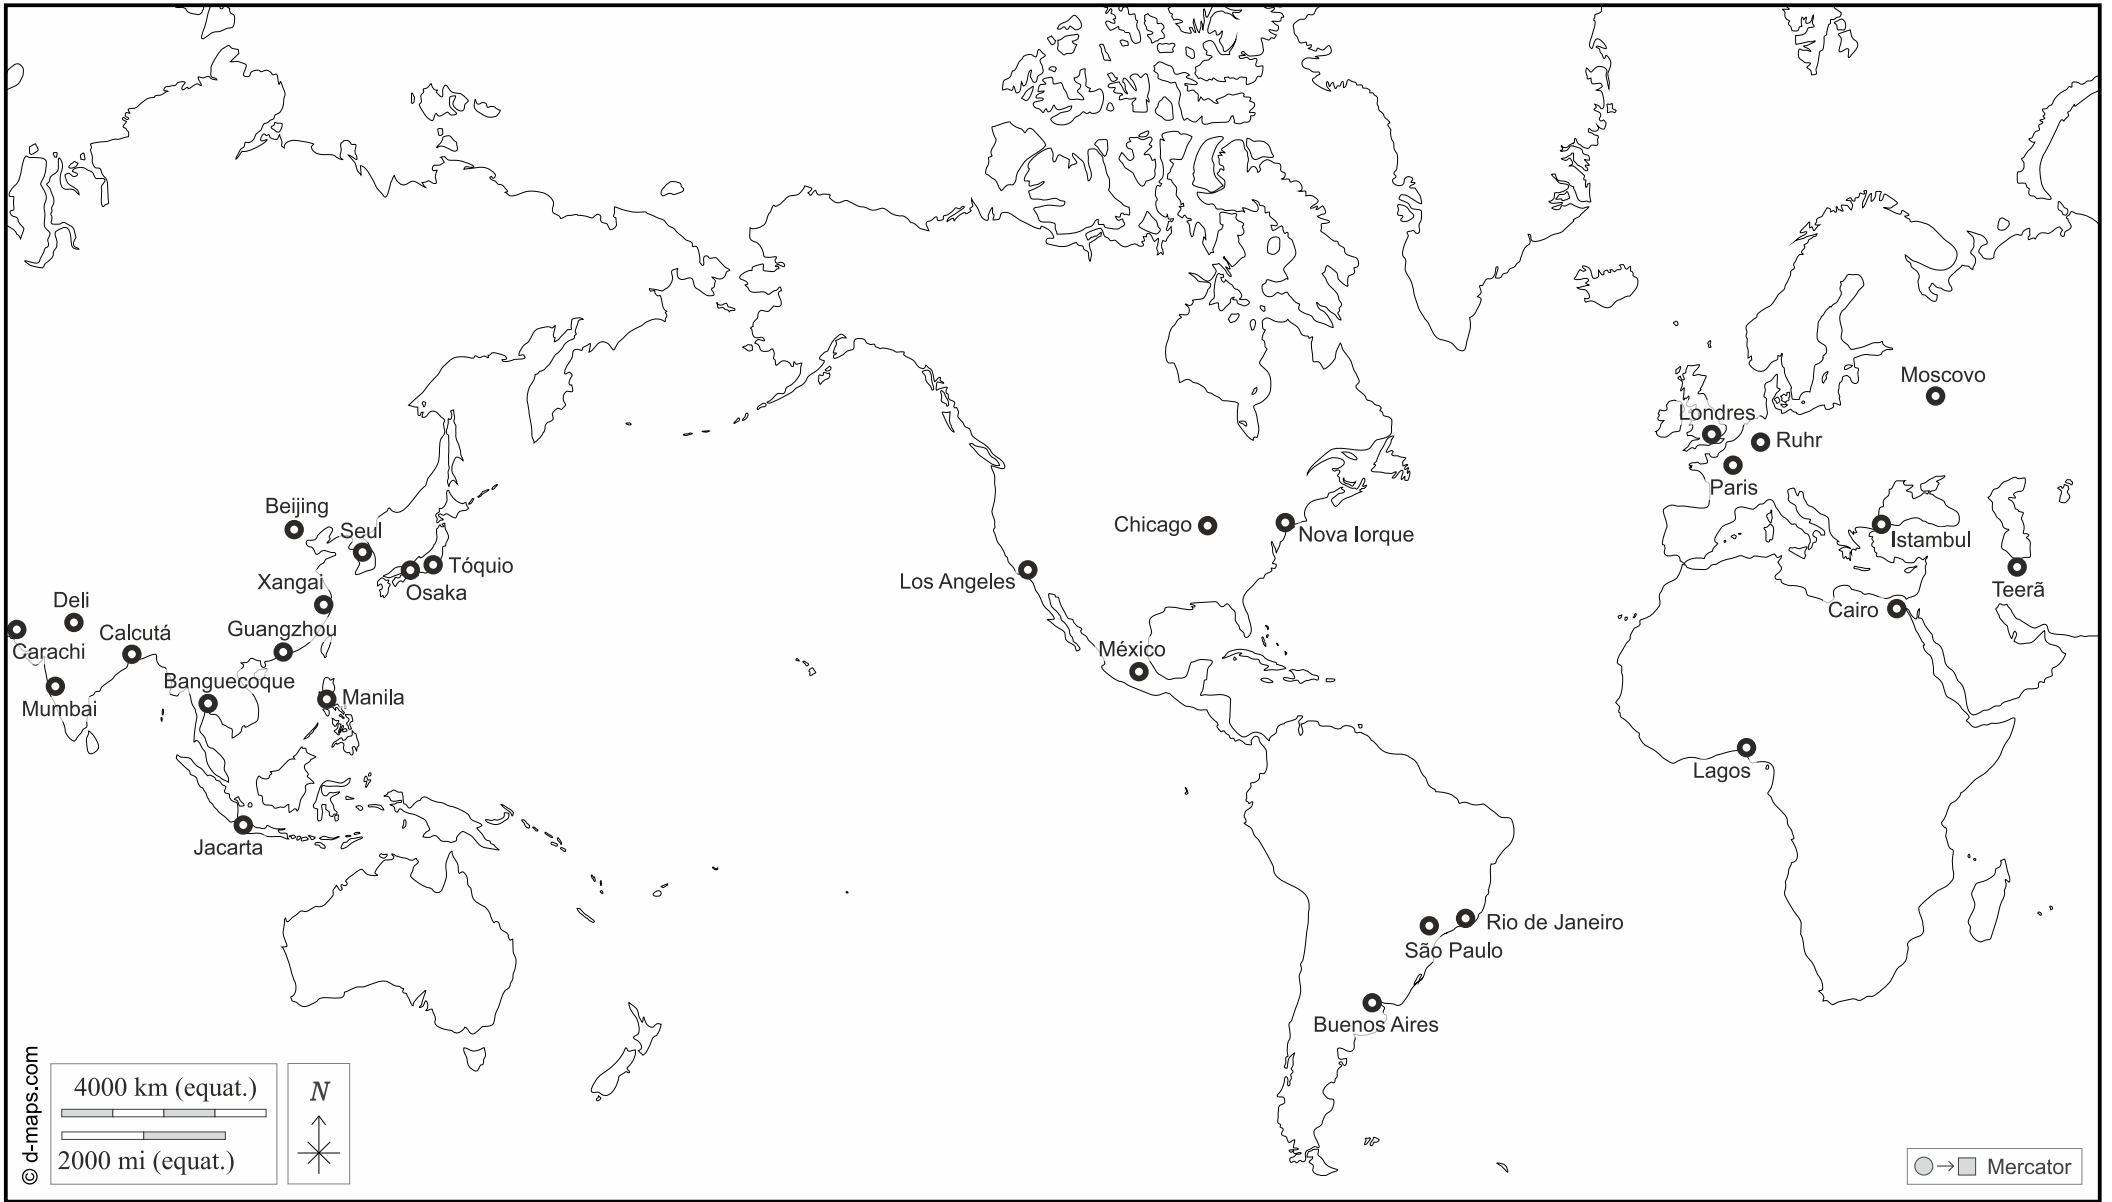 Moscovo
Londres
Ruhr
Paris
Beijing
Seul
Chicago
Nova Iorque
Istambul
Tóquio
Xangai
Osaka
Los Angeles
Teerã
Deli
Cairo
Calcutá
Guangzhou
Carachi
México
Banguecoque
Manila
Mumbai
Lagos
Jacarta
Rio de Janeiro
São Paulo
Buenos Aires
© d-maps.com
4000 km (equat.)
2000 mi (equat.)
N
Mercator